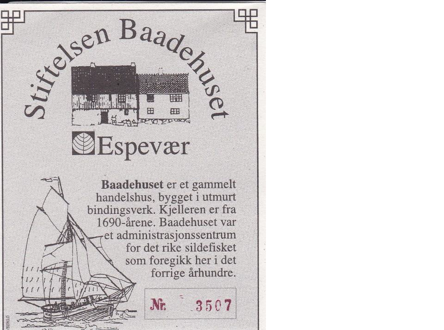 Stiftelsen Baadehuset
Espevær
Baadehuset er et gammelt
handelshus, bygget i utmurt
bindingsverk. Kjelleren er fra
1690-årene. Baadehuset var
et administrasjonssentrum
for det rike sildefisket
som foregikk her i det
forrige århundre.
Nr. 3507